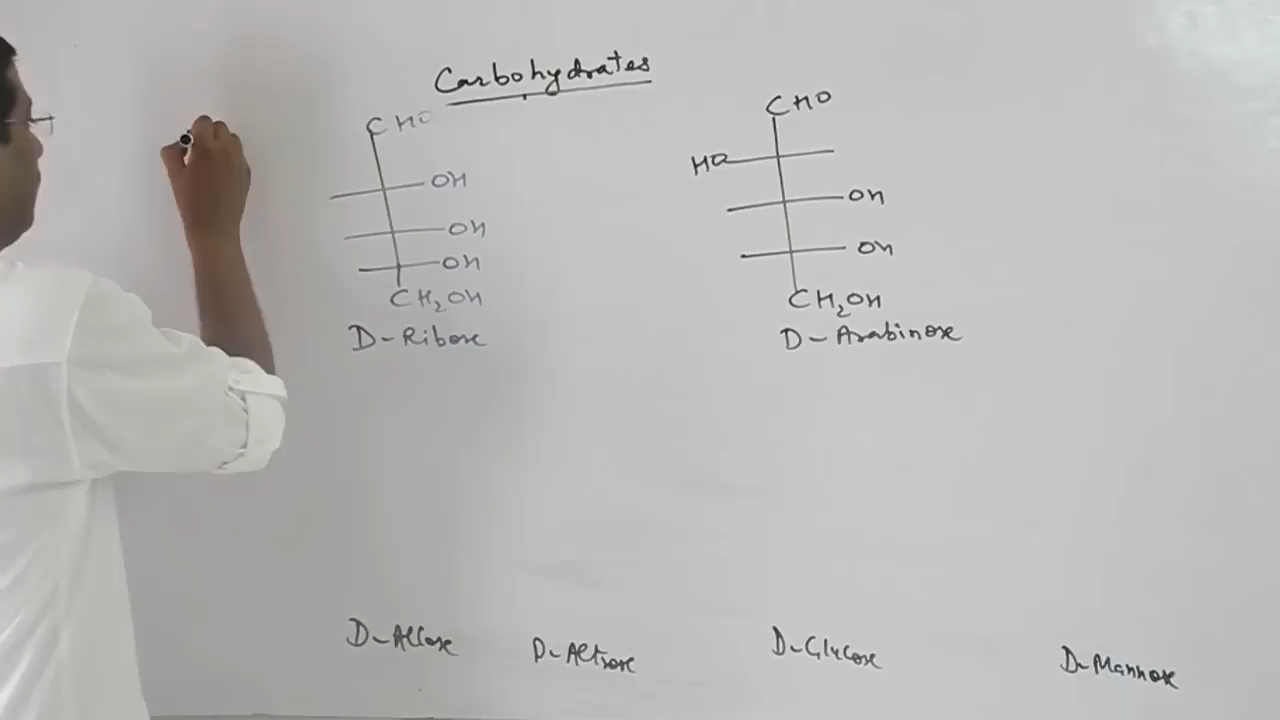 Carbohydrates
CHO
OH
OH
OH
CH2OH
D-Ribose
CHO
HO
OH
OH
CH2OH
D-Arabinose
D-Allose
D-Altrose
D-Glucose
D-Mannose